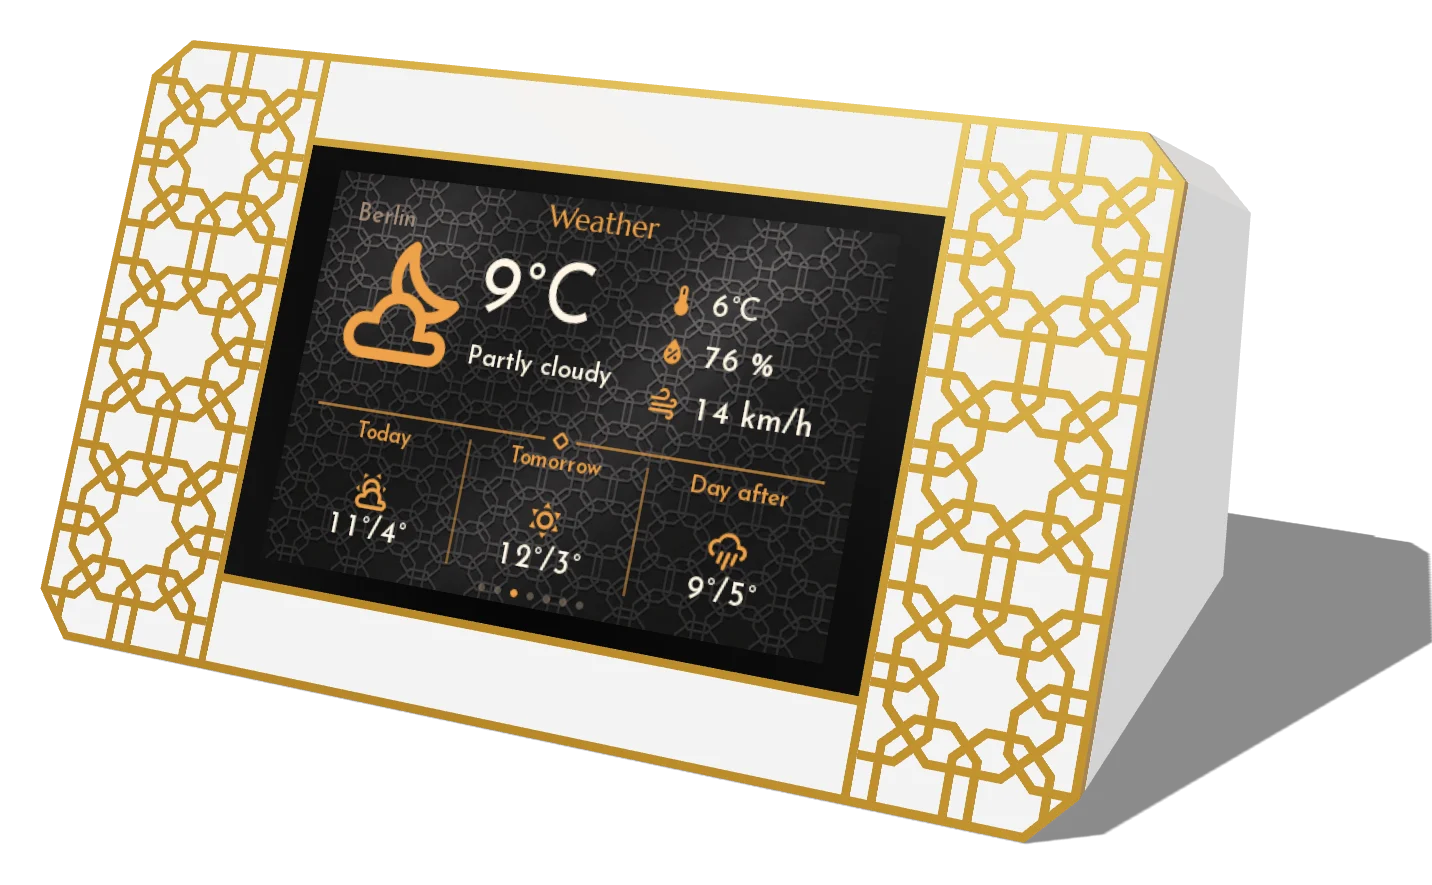 Berlin
Weather
9°C
Partly cloudy
6°C
76 %
14 km/h
Today
11°/4°
Tomorrow
12°/3°
Day after
9°/5°